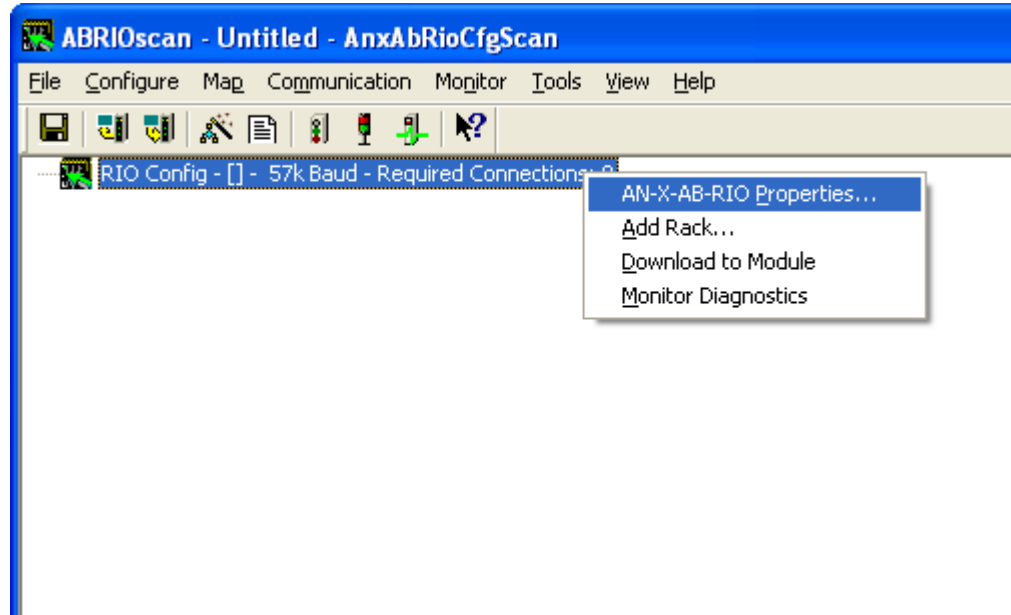 ABRIOscan - Untitled - AnxAbRioCfgScan
File Configure Map Communication Monitor Tools View Help
RIO Config - [] - 57k Baud - Required Connections:
AN-X-AB-RIO Properties...
Add Rack...
Download to Module
Monitor Diagnostics